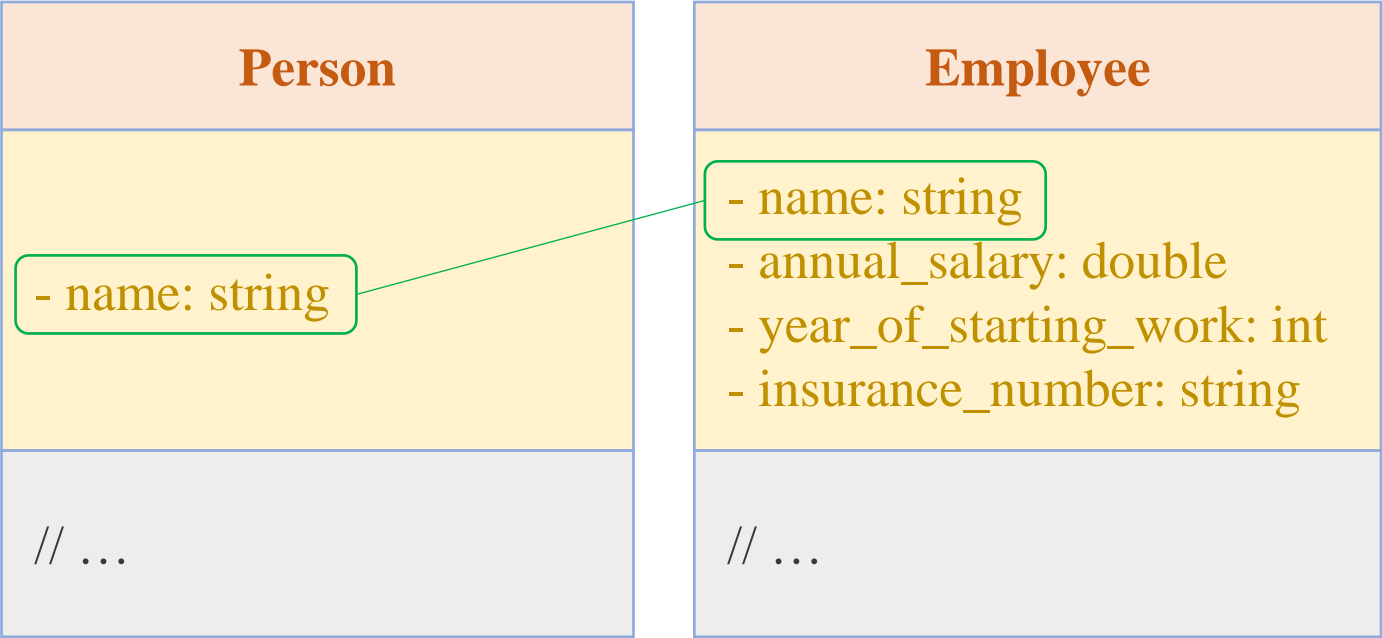 Person
- name: string
// …
Employee
- name: string
- annual_salary: double
- year_of_starting_work: int
- insurance_number: string
// …